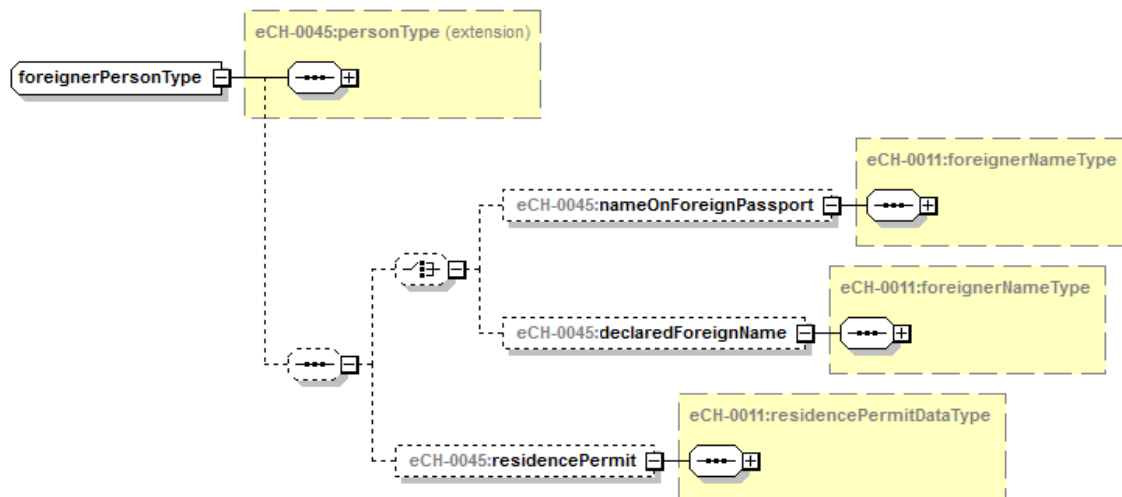 eCH-0045:personType (extension)
foreignerPersonType
eCH-0011:foreignerNameType
eCH-0045:nameOnForeignPassport
eCH-0011:foreignerNameType
eCH-0045:declaredForeignName
eCH-0011:residencePermitDataType
eCH-0045:residencePermit